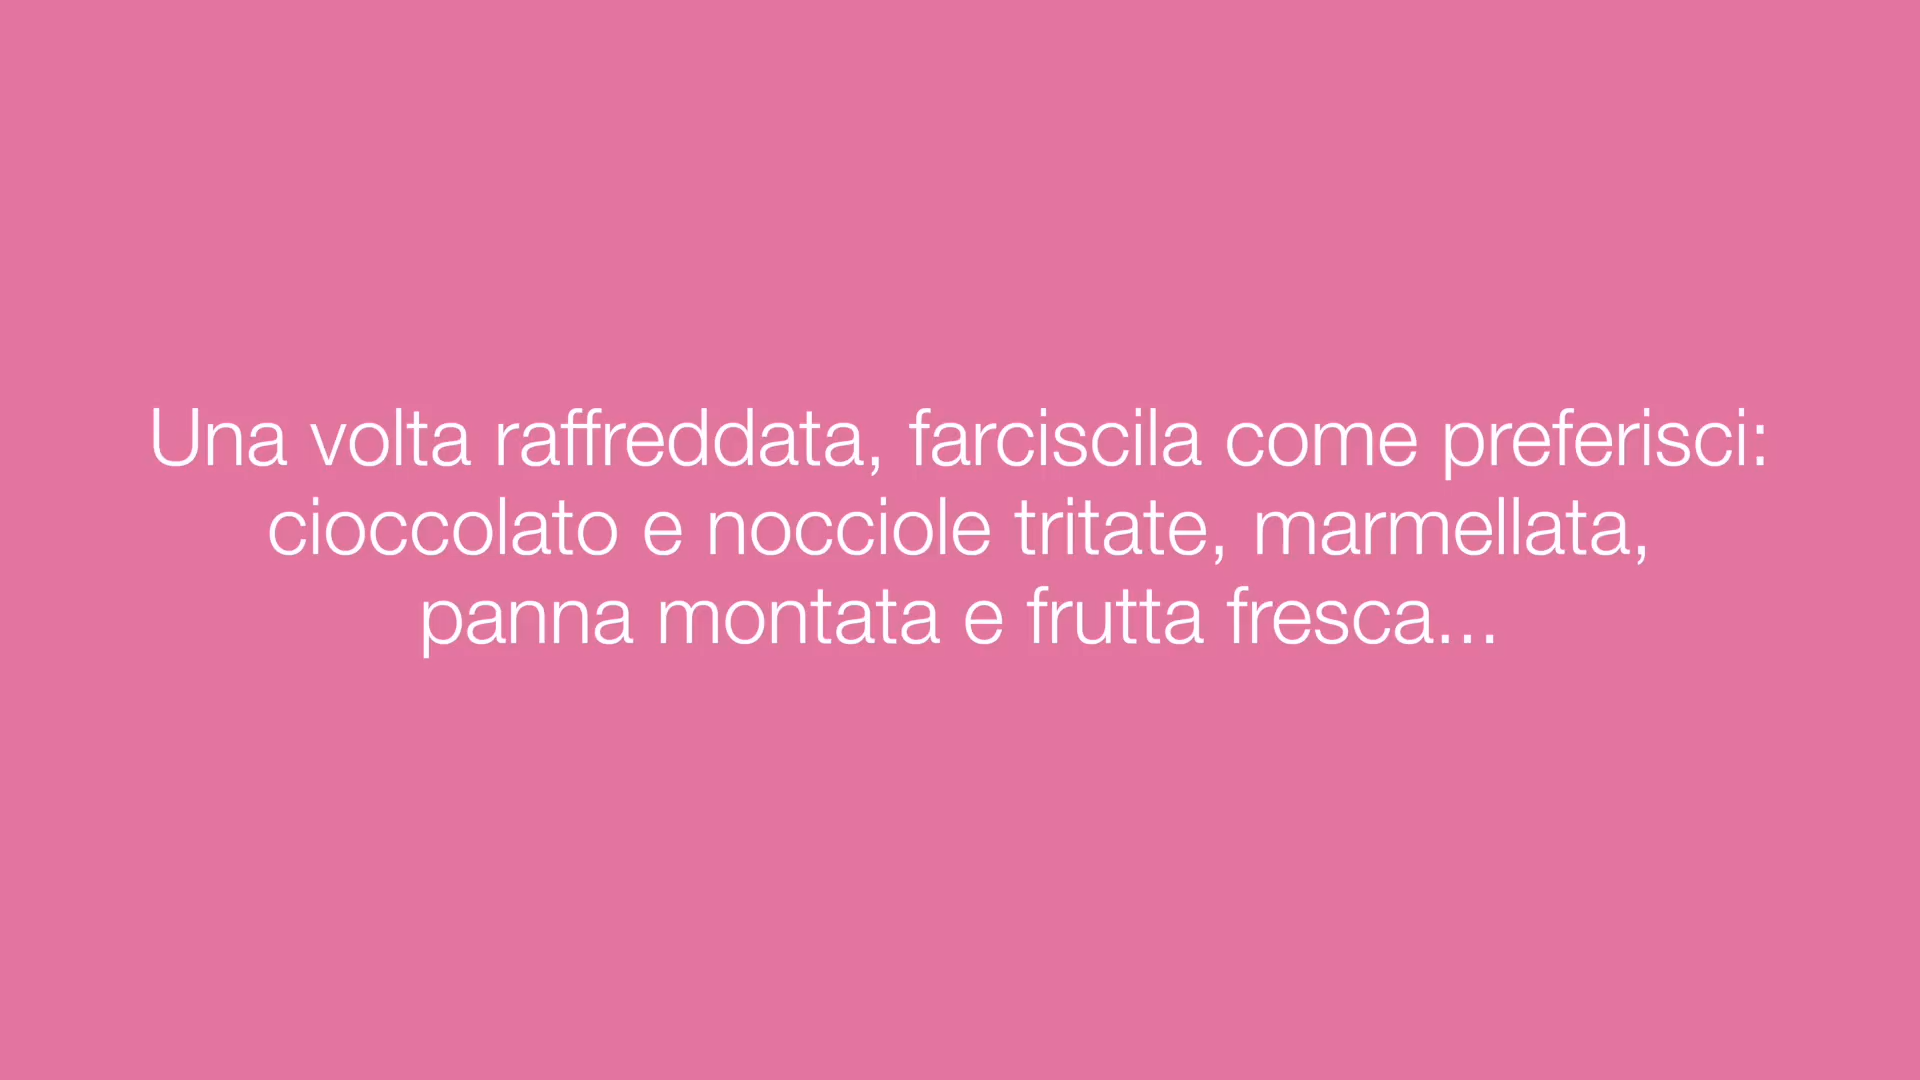 Una volta raffreddata, farciscila come preferisci:
cioccolato e nocciole tritate, marmellata,
panna montata e frutta fresca...